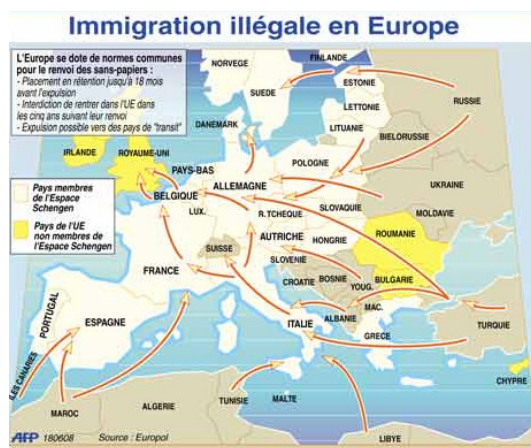 Immigration illégale en Europe
L'Europe se dote de normes communes
pour le renvoi des sans-papiers :
- Placement en rétention jusqu'à 18 mois
avant l'expulsion
- Interdiction de rentrer dans l'UE dans
les cinq ans suivant leur renvoi
- Expulsion possible vers des pays de "transit"
NORVEGE
FINLANDE
SUEDE
ESTONIE
RUSSIE
LETTONIE
DANEMARK
LITUANIE
BIELORUSSIE
IRLANDE
ROYAUME-UNI
PAYS-BAS
POLOGNE
ALLEMAGNE
BELGIQUE
UKRAINE
Pays membres
de l'Espace
Schengen
LUX.
R. TCHEQUE
SLOVAQUIE
MOLDAVIE
Pays de l'UE
non membres de
l'Espace Schengen
AUTRICHE
HONGRIE
ROUMANIE
SUISSE
SLOVENIE
FRANCE
CROATIE
BOSNIE
YOUG.
BULGARIE
PORTUGAL
ESPAGNE
ITALIE
ALBANIE
MAC.
GRECE
TURQUIE
ILES CANARIES
CHYPRE
MAROC
ALGERIE
TUNISIE
MALTE
LIBYE
AFP 180608 Source : Europol